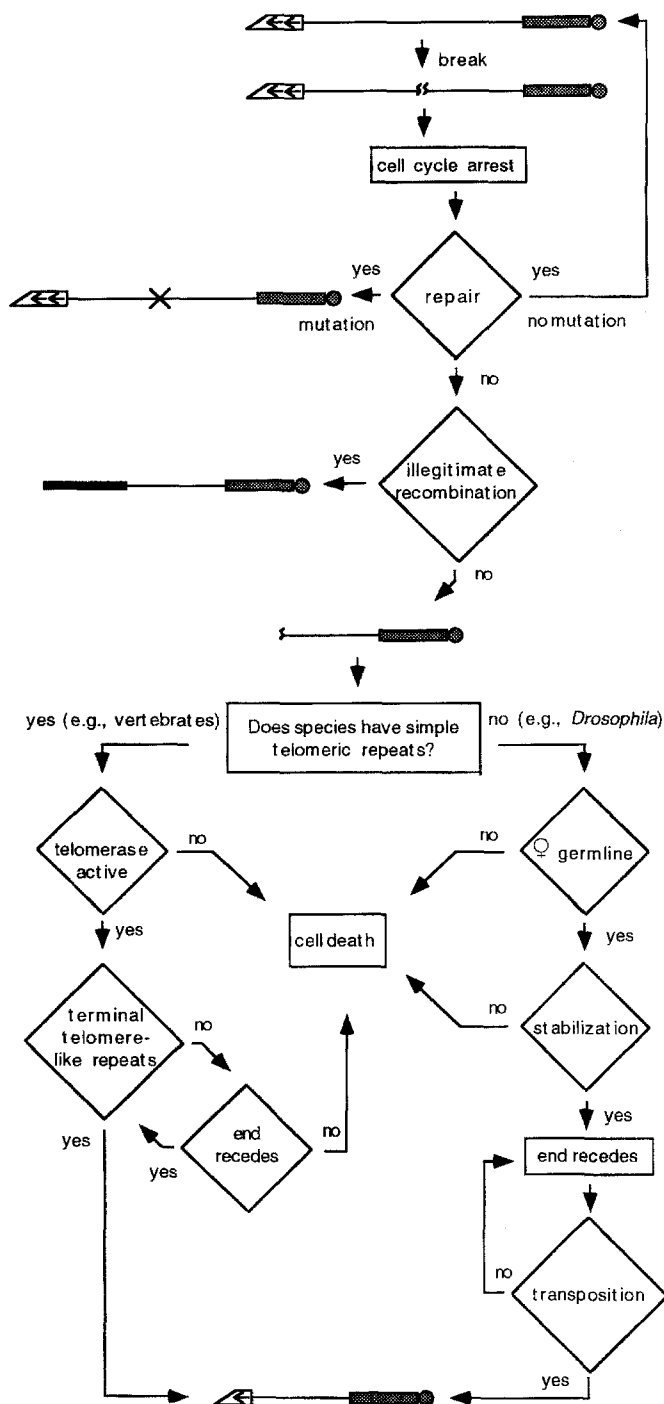 break
cell cycle arrest
yes
yes
repair
mutation
no mutation
no
yes
illegitimate
recombination
no
yes (e.g., vertebrates)
Does species have simple
telomeric repeats?
no (e.g., Drosophila)
telomerase
active
no
no
♀ germline
yes
cell death
yes
terminal
telomere-
like repeats
no
no
stabilization
yes
end
recedes
yes
no
yes
end recedes
no
transposition
yes